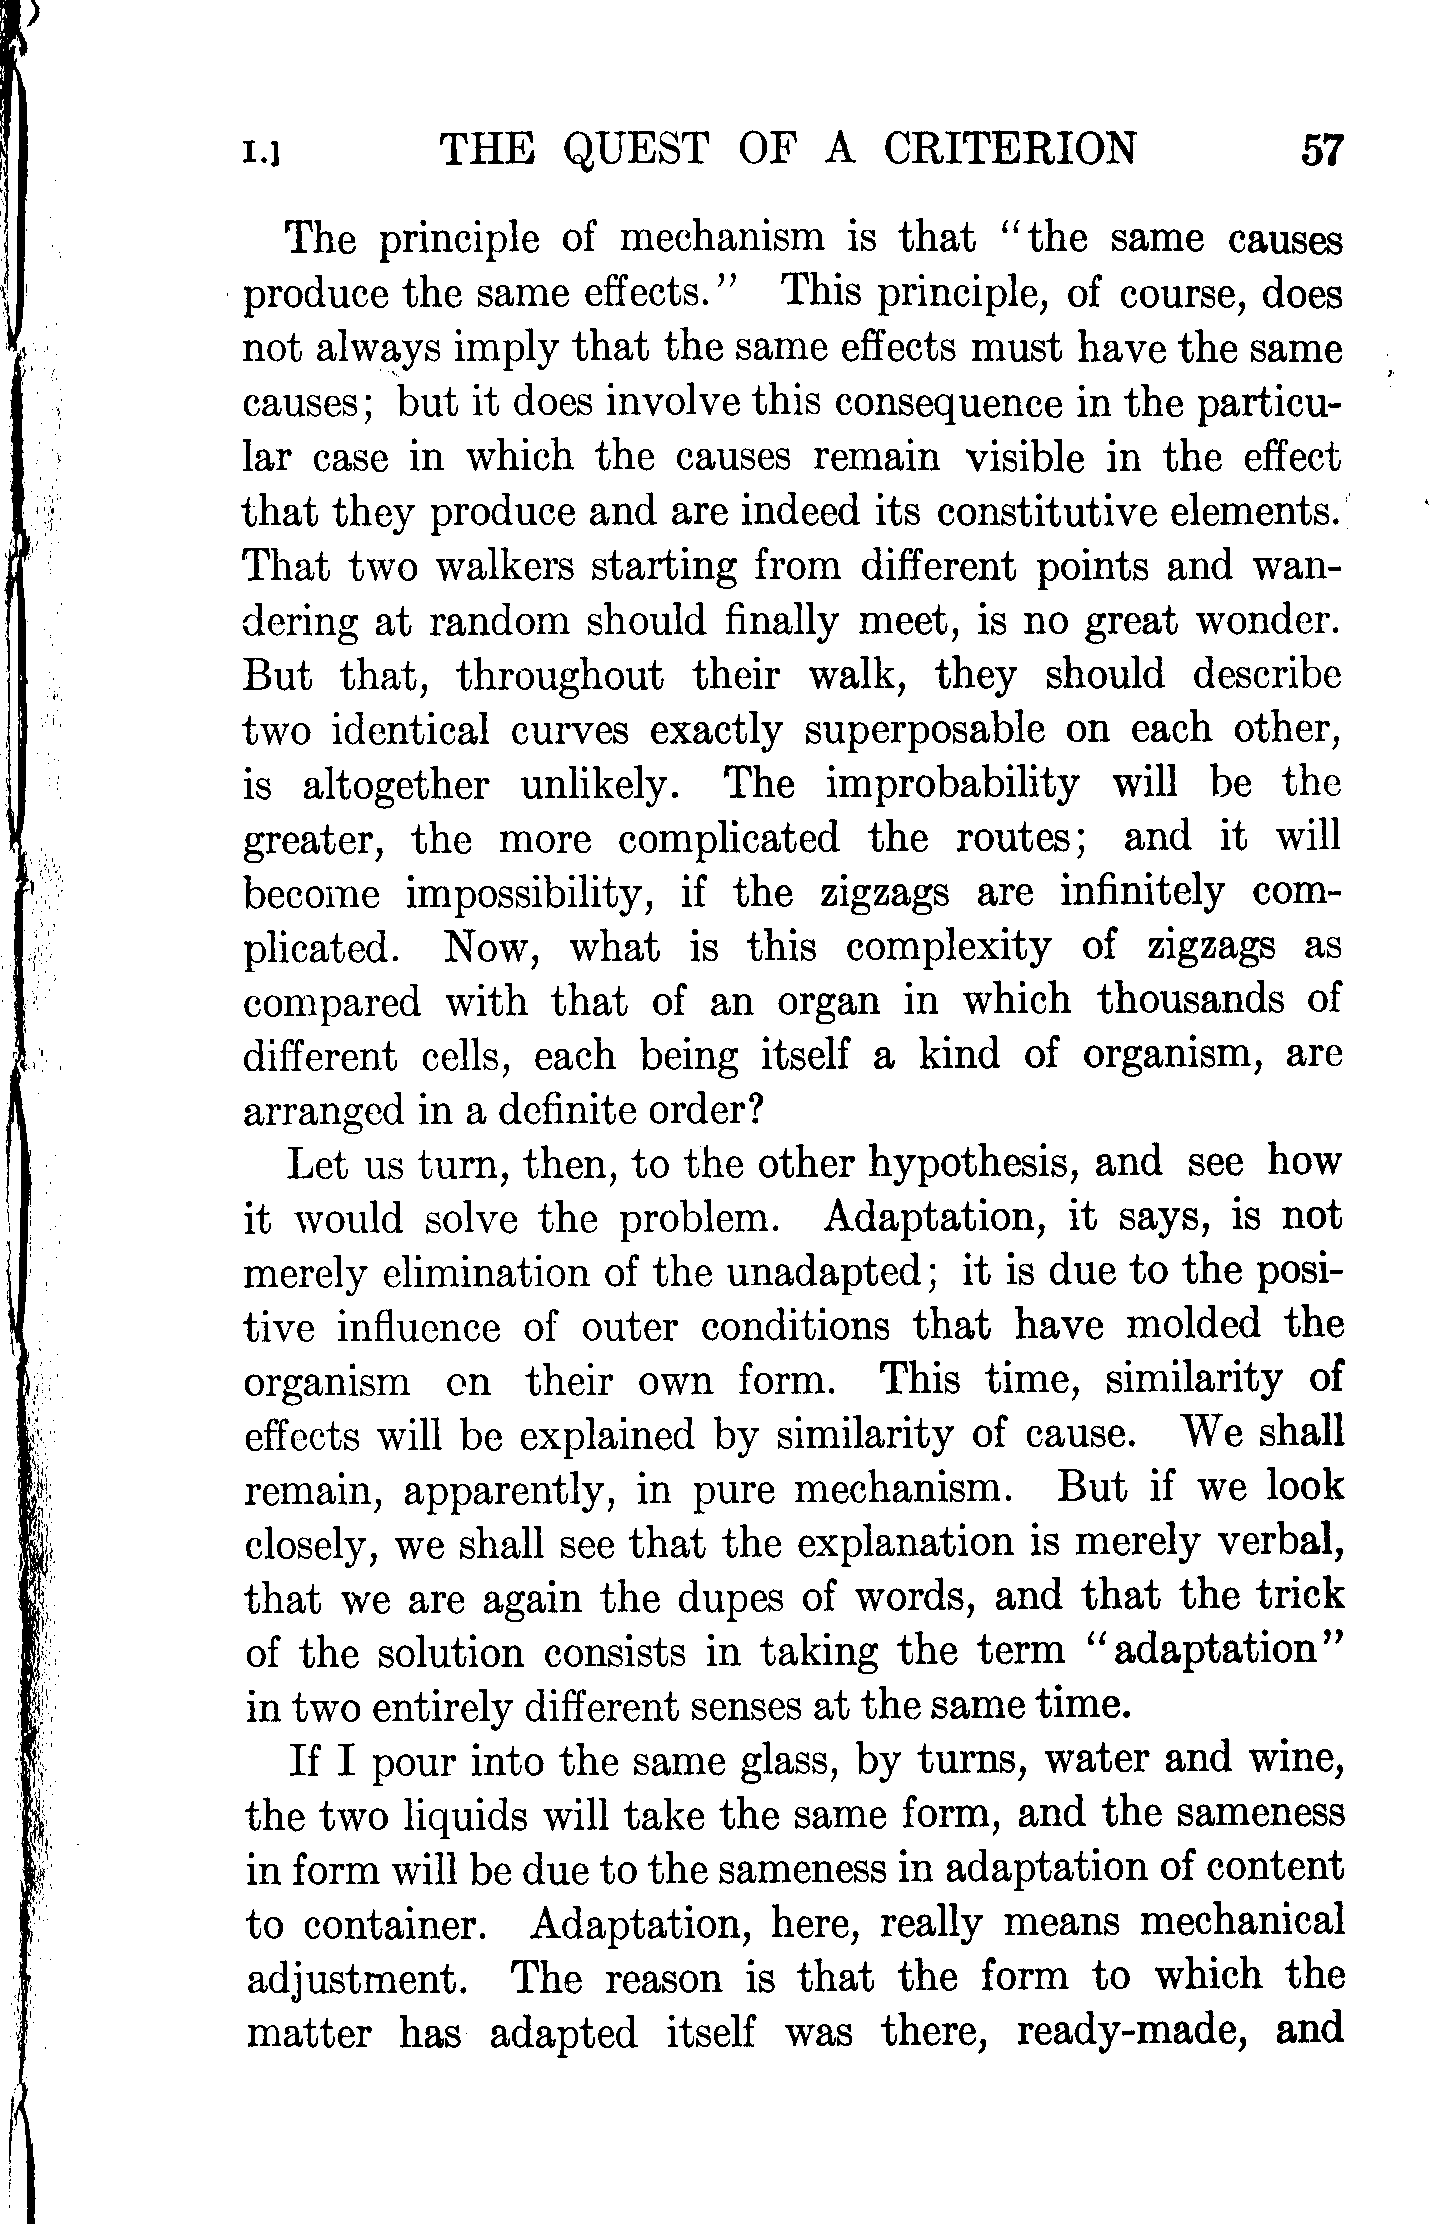 I.] THE QUEST OF A CRITERION 57
The principle of mechanism is that "the same causes
produce the same effects." This principle, of course, does
not always imply that the same effects must have the same
causes; but it does involve this consequence in the particu-
lar case in which the causes remain visible in the effect
that they produce and are indeed its constitutive elements.
That two walkers starting from different points and wan-
dering at random should finally meet, is no great wonder.
But that, throughout their walk, they should describe
two identical curves exactly superposable on each other,
is altogether unlikely. The improbability will be the
greater, the more complicated the routes; and it will
become impossibility, if the zigzags are infinitely com-
plicated. Now, what is this complexity of zigzags as
compared with that of an organ in which thousands of
different cells, each being itself a kind of organism, are
arranged in a definite order?
Let us turn, then, to the other hypothesis, and see how
it would solve the problem. Adaptation, it says, is not
merely elimination of the unadapted; it is due to the posi-
tive influence of outer conditions that have molded the
organism on their own form. This time, similarity of
effects will be explained by similarity of cause. We shall
remain, apparently, in pure mechanism. But if we look
closely, we shall see that the explanation is merely verbal,
that we are again the dupes of words, and that the trick
of the solution consists in taking the term "adaptation"
in two entirely different senses at the same time.
If I pour into the same glass, by turns, water and wine,
the two liquids will take the same form, and the sameness
in form will be due to the sameness in adaptation of content
to container. Adaptation, here, really means mechanical
adjustment. The reason is that the form to which the
matter has adapted itself was there, ready-made, and